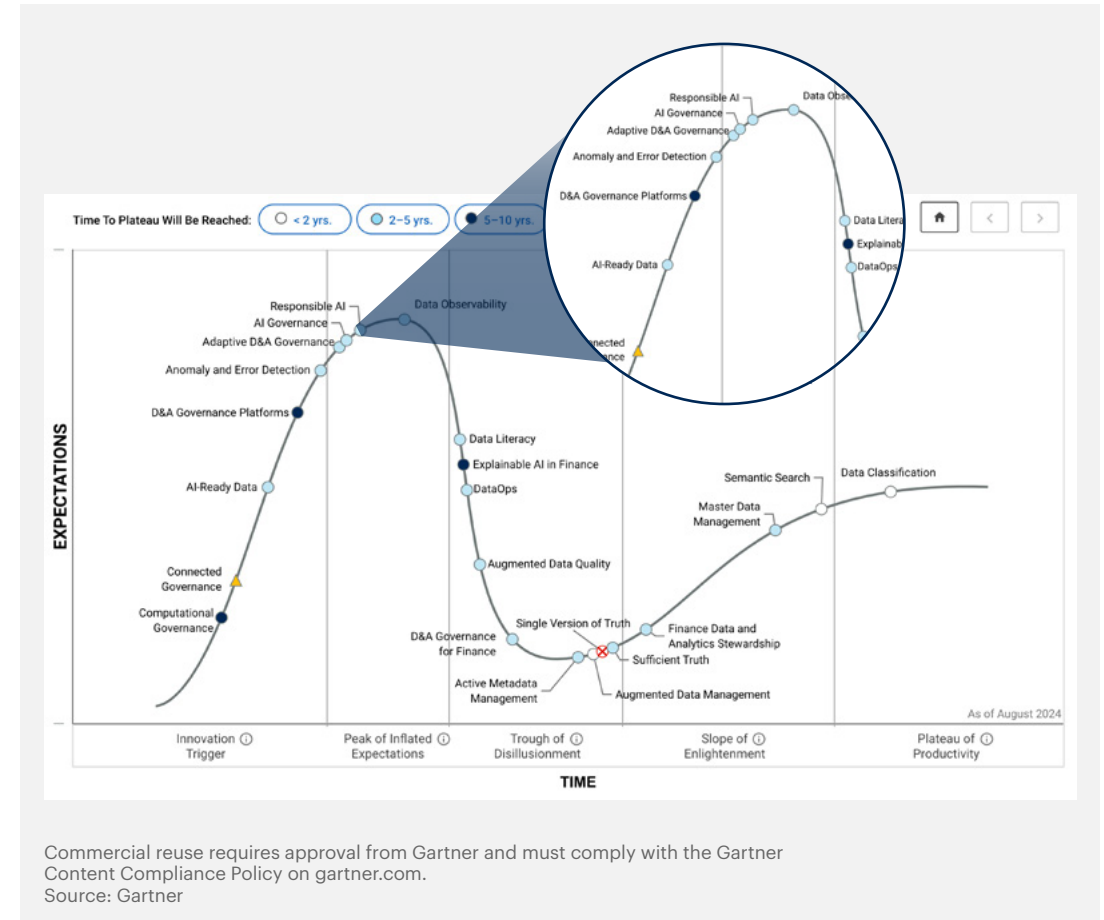 Responsible AI
Data Obse
AI Governance
Adaptive D&A Governance
Anomaly and Error Detection
D&A Governance Platforms
AI-Ready Data
Data Litera
Explainab
DataOps
nnected
nance
Time To Plateau Will Be Reached:
< 2 yrs.
2–5 yrs.
5–10 yrs.
Responsible AI
Data Observability
AI Governance
Adaptive D&A Governance
Anomaly and Error Detection
D&A Governance Platforms
AI-Ready Data
Connected
Governance
Computational
Governance
Data Literacy
Explainable AI in Finance
DataOps
Augmented Data Quality
D&A Governance
for Finance
Single Version of Truth
Active Metadata
Management
Augmented Data Management
Sufficient Truth
Finance Data and
Analytics Stewardship
Master Data
Management
Semantic Search
Data Classification
EXPECTATIONS
As of August 2024
Innovation
Trigger
Peak of Inflated
Expectations
Trough of
Disillusionment
Slope of
Enlightenment
Plateau of
Productivity
TIME
Commercial reuse requires approval from Gartner and must comply with the Gartner
Content Compliance Policy on gartner.com.
Source: Gartner